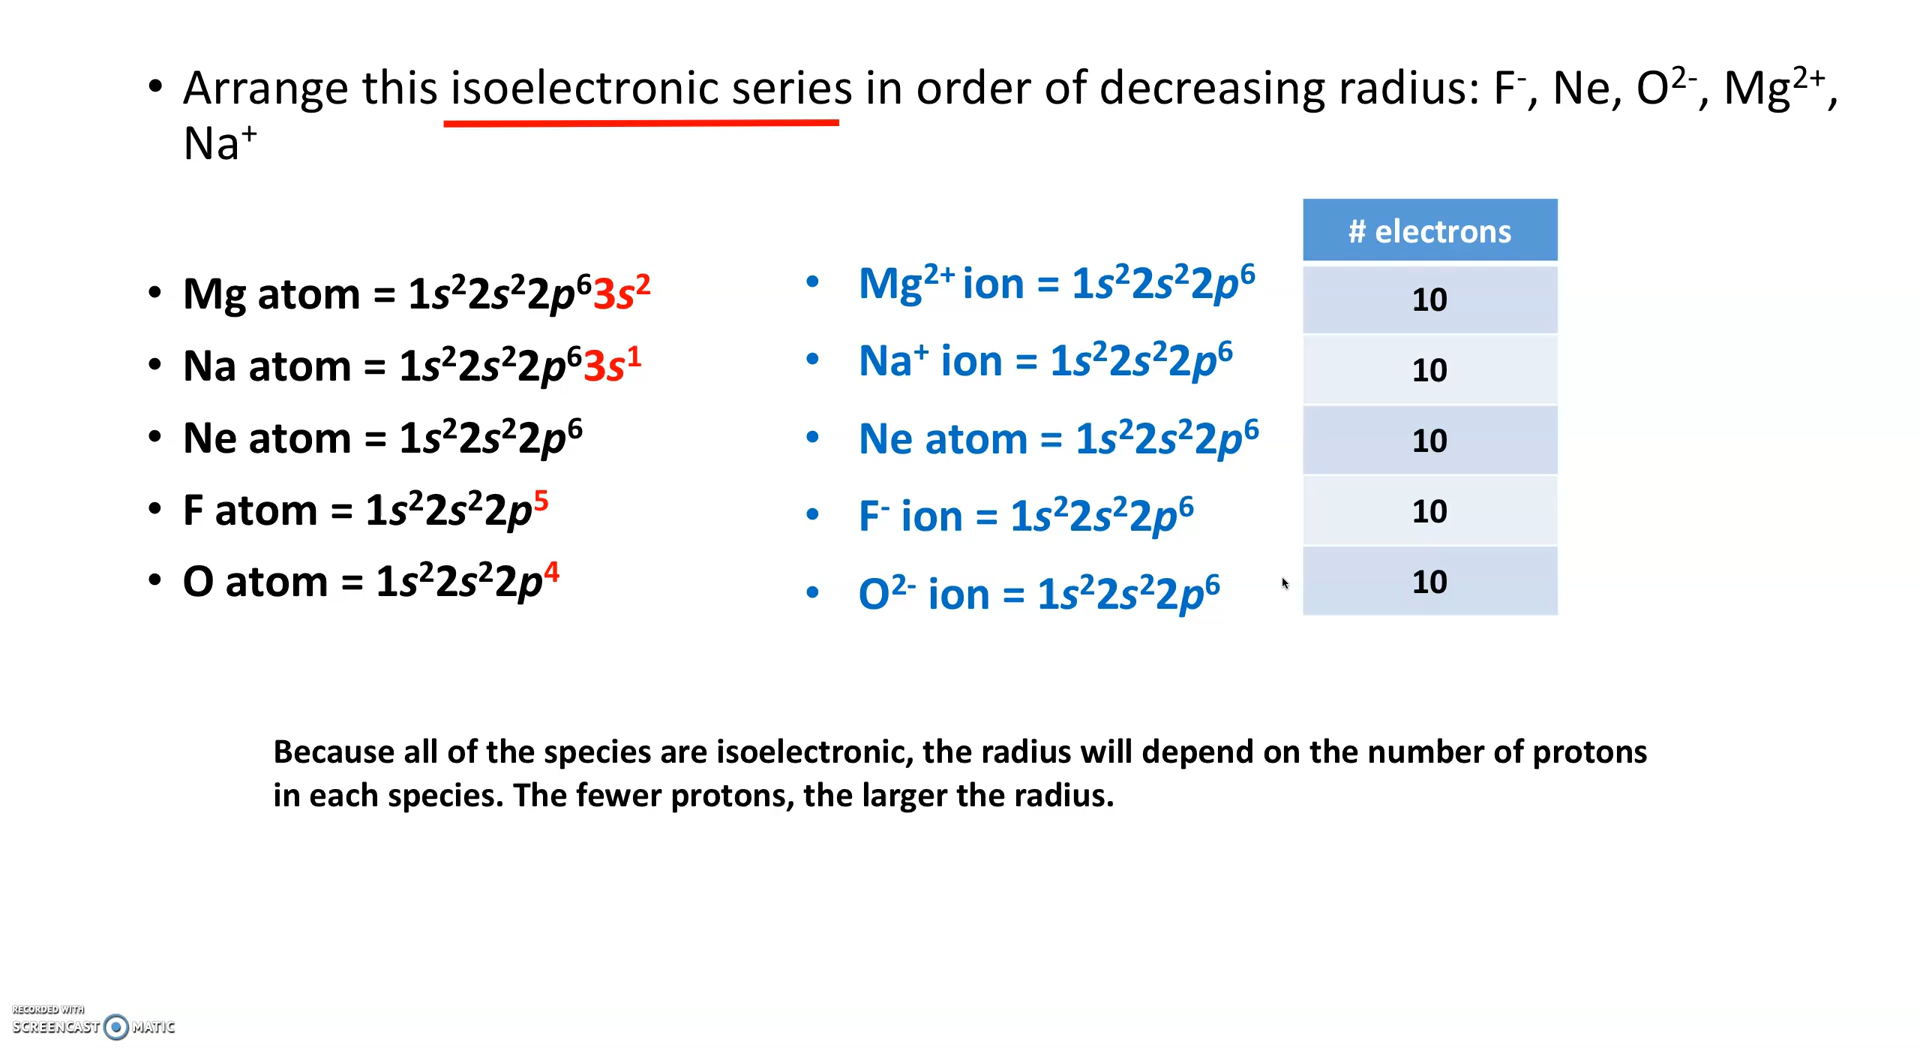 • Arrange this isoelectronic series in order of decreasing radius: F⁻, Ne, O²⁻, Mg²⁺,
Na⁺
• Mg atom = 1s²2s²2p⁶3s²
• Na atom = 1s²2s²2p⁶3s¹
• Ne atom = 1s²2s²2p⁶
• F atom = 1s²2s²2p⁵
• O atom = 1s²2s²2p⁴
• Mg²⁺ ion = 1s²2s²2p⁶
• Na⁺ ion = 1s²2s²2p⁶
• Ne atom = 1s²2s²2p⁶
• F⁻ ion = 1s²2s²2p⁶
• O²⁻ ion = 1s²2s²2p⁶
# electrons
10
10
10
10
10
Because all of the species are isoelectronic, the radius will depend on the number of protons
in each species. The fewer protons, the larger the radius.
RECORDED WITH
SCREENCAST MATIC